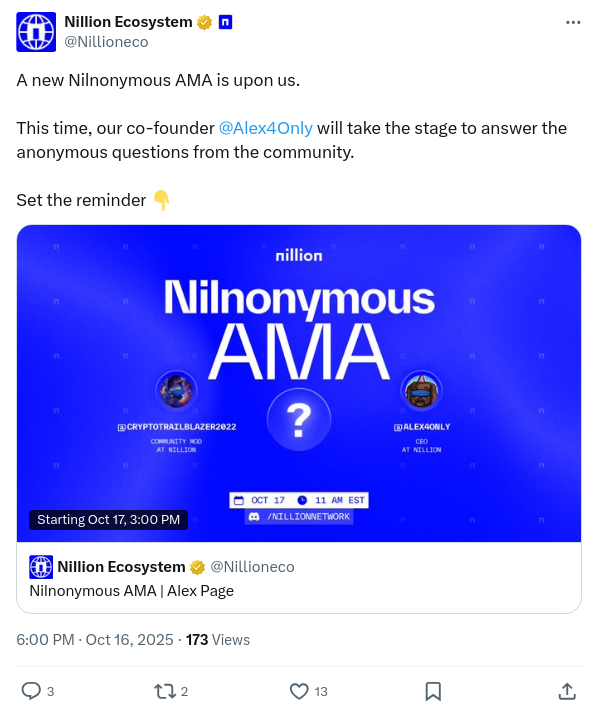 Nillion Ecosystem
@Nillioneco
A new Nilnonymous AMA is upon us.
This time, our co-founder @Alex4Only will take the stage to answer the
anonymous questions from the community.
Set the reminder 👇
nillion
Nilnonymous
AMA
?
@CRYPTOTRAILBLAZER2022
COMMUNITY MOD
AT NILLION
@ALEX4ONLY
CEO
AT NILLION
OCT 17 11 AM EST
/NILLIONNETWORK
Starting Oct 17, 3:00 PM
Nillion Ecosystem @Nillioneco
Nilnonymous AMA | Alex Page
6:00 PM · Oct 16, 2025 · 173 Views
3 2 13